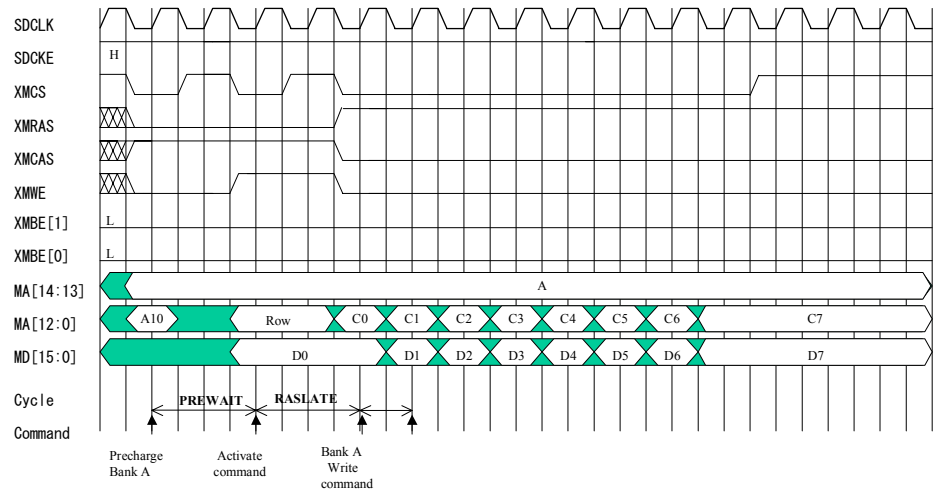 SDCLK
SDCKE H
XMCS
XMRAS
XMCAS
XMWE
XMBE[1] L
XMBE[0] L
MA[14:13] A
MA[12:0] A10 Row C0 C1 C2 C3 C4 C5 C6 C7
MD[15:0] D0 D1 D2 D3 D4 D5 D6 D7
Cycle PREWAIT RASLATE
Command
Precharge
Bank A
Activate
command
Bank A
Write
command